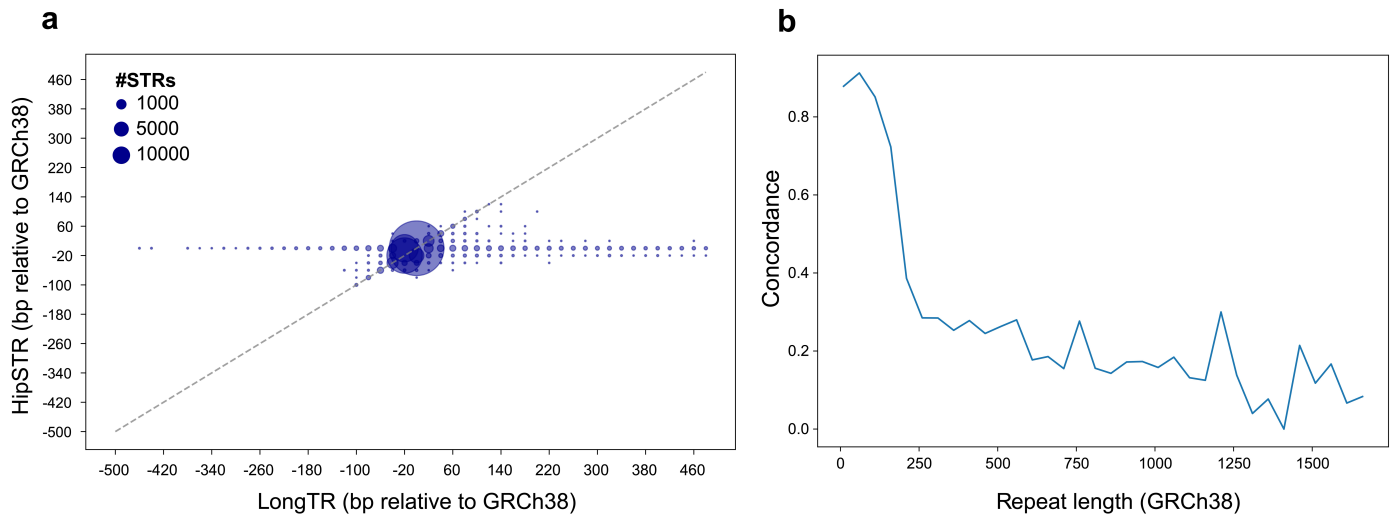 a
#STRs
1000
5000
10000
460
380
300
220
140
60
-20
-100
-180
-260
-340
-420
-500
HipSTR (bp relative to GRCh38)
-500 -420 -340 -260 -180 -100 -20 60 140 220 300 380 460
LongTR (bp relative to GRCh38)
b
0.8
0.6
0.4
0.2
0.0
Concordance
0 250 500 750 1000 1250 1500
Repeat length (GRCh38)